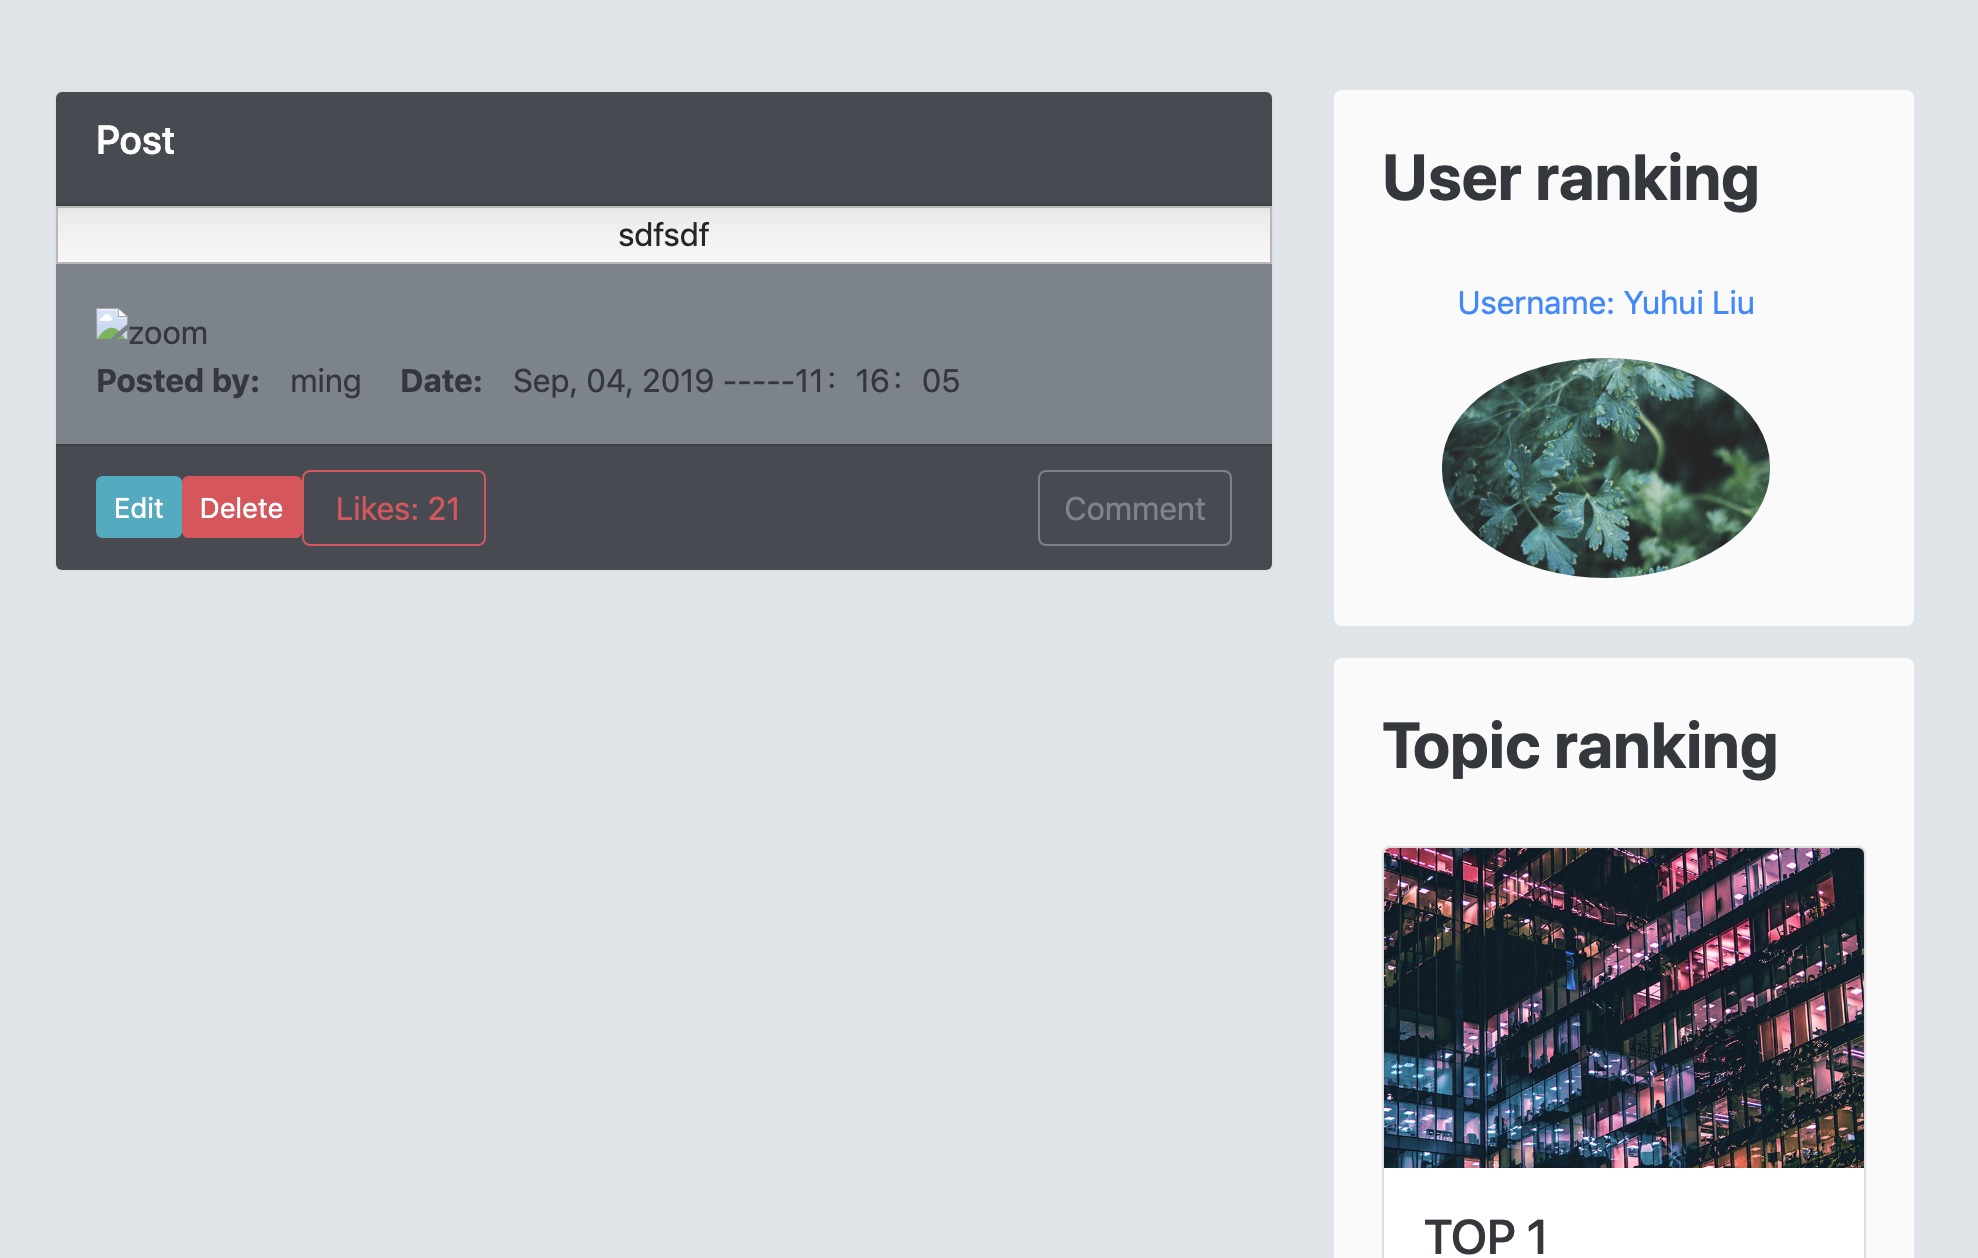 Post
sdfsdf
zoom
Posted by: ming Date: Sep, 04, 2019 -----11: 16: 05
Edit Delete Likes: 21 Comment
User ranking
Username: Yuhui Liu
Topic ranking
TOP 1